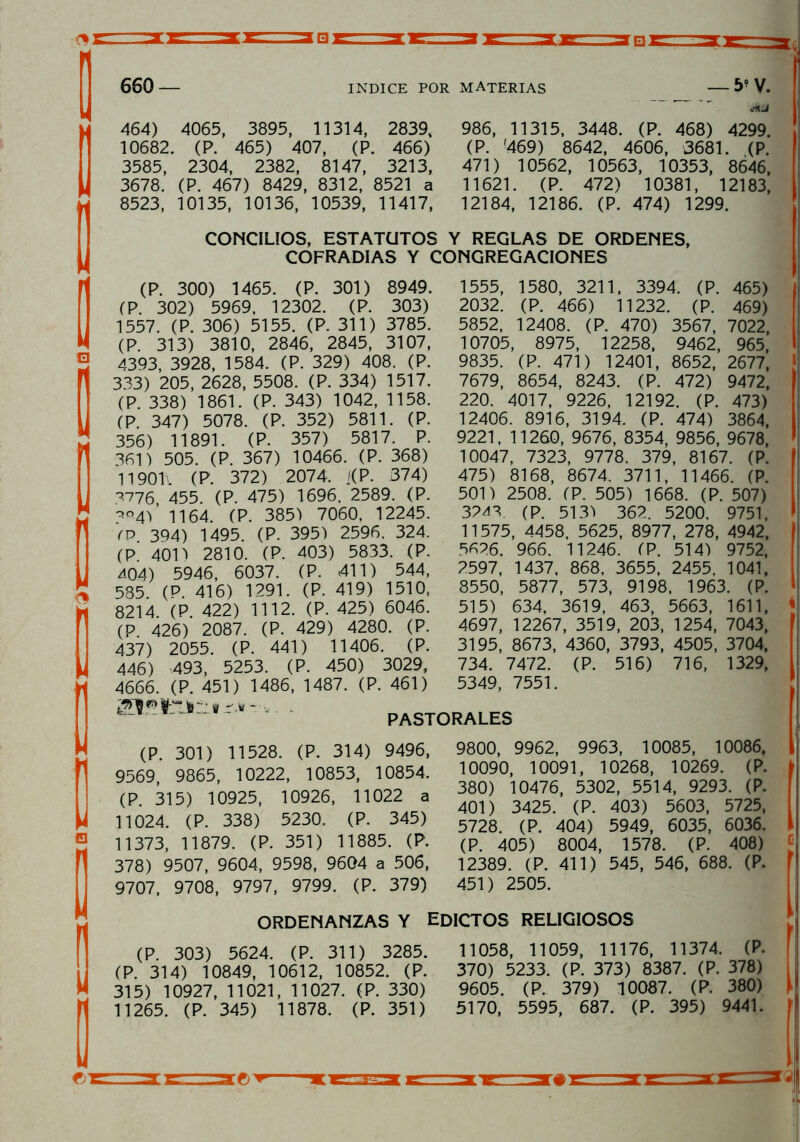 660 — INDICE POR MATERIAS — 5º V.
464) 4065, 3895, 11314, 2839,
10682. (P. 465) 407, (P. 466)
3585, 2304, 2382, 8147, 3213,
3678. (P. 467) 8429, 8312, 8521 a
8523, 10135, 10136, 10539, 11417,
986, 11315, 3448. (P. 468) 4299.
(P. '469) 8642, 4606, 3681. (P.
471) 10562, 10563, 10353, 8646,
11621. (P. 472) 10381, 12183,
12184, 12186. (P. 474) 1299.
CONCILIOS, ESTATUTOS Y REGLAS DE ORDENES,
COFRADIAS Y CONGREGACIONES
(P. 300) 1465. (P. 301) 8949.
(P. 302) 5969, 12302. (P. 303)
1557. (P. 306) 5155. (P. 311) 3785.
(P. 313) 3810, 2846, 2845, 3107,
4393, 3928, 1584. (P. 329) 408. (P.
333) 205, 2628, 5508. (P. 334) 1517.
(P. 338) 1861. (P. 343) 1042, 1158.
(P. 347) 5078. (P. 352) 5811. (P.
356) 11891. (P. 357) 5817. P.
361) 505. (P. 367) 10466. (P. 368)
11901. (P. 372) 2074. (P. 374)
3776, 455. (P. 475) 1696, 2589. (P.
1164. (P. 385) 7060, 12245.
394) 1495. (P. 395) 2596. 324.
(P. 401) 2810. (P. 403) 5833. (P.
404) 5946, 6037. (P. 411) 544,
585. (P. 416) 1291. (P. 419) 1510,
8214. (P. 422) 1112. (P. 425) 6046.
(P. 426) 2087. (P. 429) 4280. (P.
437) 2055. (P. 441) 11406. (P.
446) 493, 5253. (P. 450) 3029,
4666. (P. 451) 1486, 1487. (P. 461)
1555, 1580, 3211, 3394. (P. 465)
2032. (P. 466) 11232. (P. 469)
5852, 12408. (P. 470) 3567, 7022,
10705, 8975, 12258, 9462, 965,
9835. (P. 471) 12401, 8652, 2677,
7679, 8654, 8243. (P. 472) 9472,
220. 4017, 9226, 12192. (P. 473)
12406. 8916, 3194. (P. 474) 3864,
9221, 11260, 9676, 8354, 9856, 9678,
10047, 7323, 9778. 379, 8167. (P.
475) 8168, 8674. 3711, 11466. (P.
501) 2508. (P. 505) 1668. (P. 507)
3243. (P. 513) 362. 5200. 9751,
11575, 4458, 5625, 8977, 278, 4942,
5626. 966. 11246. (P. 514) 9752,
2597, 1437, 868, 3655, 2455. 1041,
8550, 5877, 573, 9198, 1963. (P.
515) 634, 3619, 463, 5663, 1611,
4697, 12267, 3519, 203, 1254, 7043,
3195, 8673, 4360, 3793, 4505, 3704,
734. 7472. (P. 516) 716, 1329,
5349, 7551.
PASTORALES
(P. 301) 11528. (P. 314) 9496,
9569, 9865, 10222, 10853, 10854.
(P. 315) 10925, 10926, 11022 a
11024. (P. 338) 5230. (P. 345)
11373, 11879. (P. 351) 11885. (P.
378) 9507, 9604, 9598, 9604 a 506,
9707, 9708, 9797, 9799. (P. 379)
9800, 9962, 9963, 10085, 10086,
10090, 10091, 10268, 10269. (P.
380) 10476, 5302, 5514, 9293. (P.
401) 3425. (P. 403) 5603, 5725,
5728. (P. 404) 5949, 6035, 6036.
(P. 405) 8004, 1578. (P. 408)
12389. (P. 411) 545, 546, 688. (P.
451) 2505.
ORDENANZAS Y EDICTOS RELIGIOSOS
(P. 303) 5624. (P. 311) 3285.
(P. 314) 10849, 10612, 10852. (P.
315) 10927, 11021, 11027. (P. 330)
11265. (P. 345) 11878. (P. 351)
11058, 11059, 11176, 11374. (P.
370) 5233. (P. 373) 8387. (P. 378)
9605. (P. 379) 10087. (P. 380)
5170, 5595, 687. (P. 395) 9441.